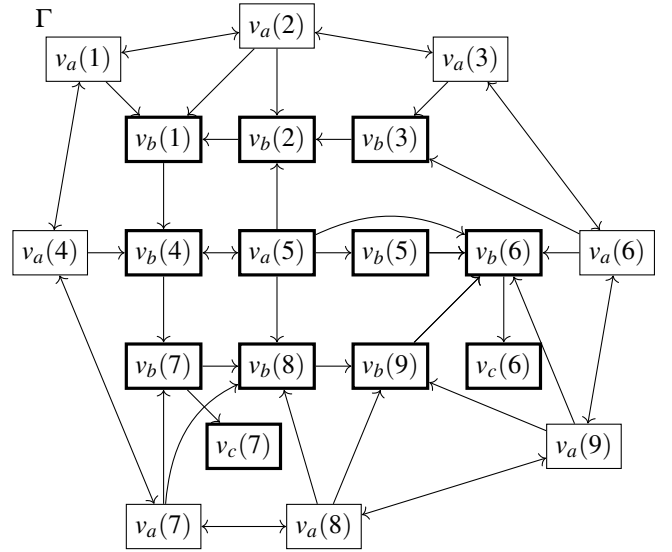 Γ
v_a(2)
v_a(1) v_a(3)
v_b(1) v_b(2) v_b(3)
v_a(4) v_b(4) v_a(5) v_b(5) v_b(6) v_a(6)
v_b(7) v_b(8) v_b(9) v_c(6)
v_c(7) v_a(9)
v_a(7) v_a(8)